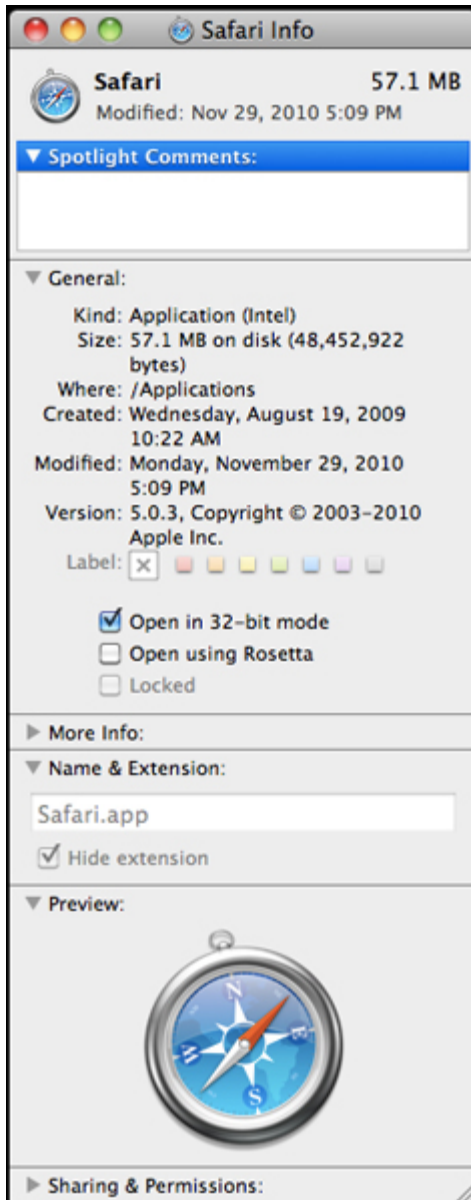 Safari Info
Safari 57.1 MB
Modified: Nov 29, 2010 5:09 PM
Spotlight Comments:
General:
Kind: Application (Intel)
Size: 57.1 MB on disk (48,452,922
bytes)
Where: /Applications
Created: Wednesday, August 19, 2009
10:22 AM
Modified: Monday, November 29, 2010
5:09 PM
Version: 5.0.3, Copyright © 2003-2010
Apple Inc.
Label:
Open in 32-bit mode
Open using Rosetta
Locked
More Info:
Name & Extension:
Safari.app
Hide extension
Preview:
N
E
W
S
Sharing & Permissions: